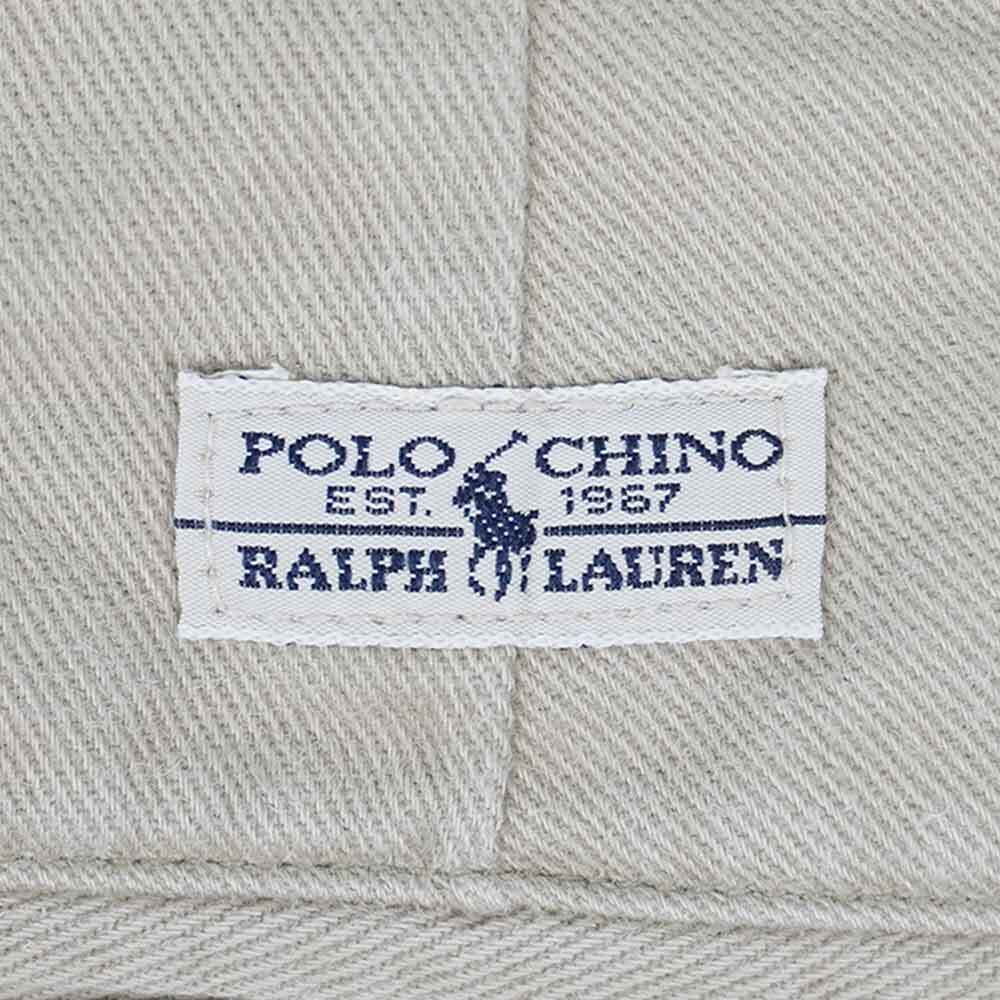 POLO CHINO
EST. 1967
RALPH LAUREN